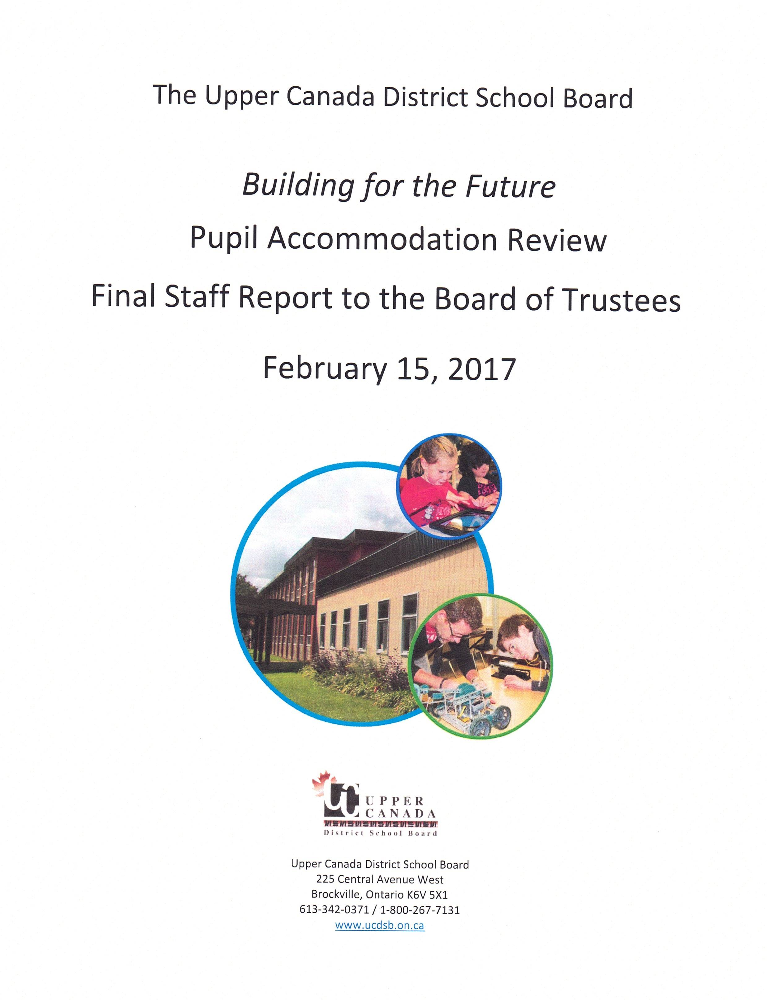 The Upper Canada District School Board
Building for the Future
Pupil Accommodation Review
Final Staff Report to the Board of Trustees
February 15, 2017
UC UPPER
CANADA
District School Board
Upper Canada District School Board
225 Central Avenue West
Brockville, Ontario K6V 5X1
613-342-0371 / 1-800-267-7131
www.ucdsb.on.ca